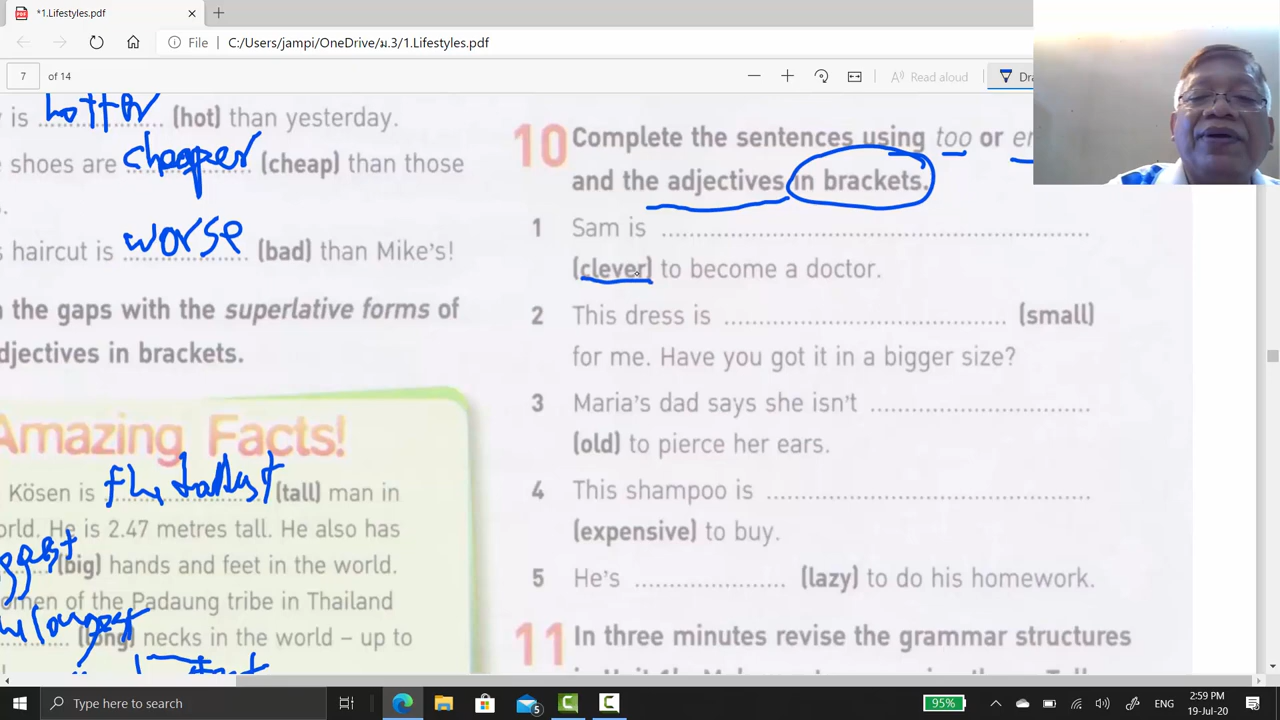 *1.Lifestyles.pdf
File C:/Users/jampi/OneDrive/ม.3/1.Lifestyles.pdf
7 of 14
Read aloud
is hotter (hot) than yesterday.
shoes are cheaper (cheap) than those
haircut is worse (bad) than Mike's!
the gaps with the superlative forms of
adjectives in brackets.
Amazing Facts!
Kösen is the tallest (tall) man in
He is 2.47 metres tall. He also has
(big) hands and feet in the world.
of the Padaung tribe in Thailand
(long) necks in the world – up to
10 Complete the sentences using too or
and the adjectives in brackets.
1 Sam is ..........
(clever) to become a doctor.
2 This dress is .......... (small)
for me. Have you got it in a bigger size?
3 Maria's dad says she isn't ..........
(old) to pierce her ears.
4 This shampoo is ..........
(expensive) to buy.
5 He's .......... (lazy) to do his homework.
11 In three minutes revise the grammar structures
Type here to search
5
95%
ENG
2:59 PM
19-Jul-20